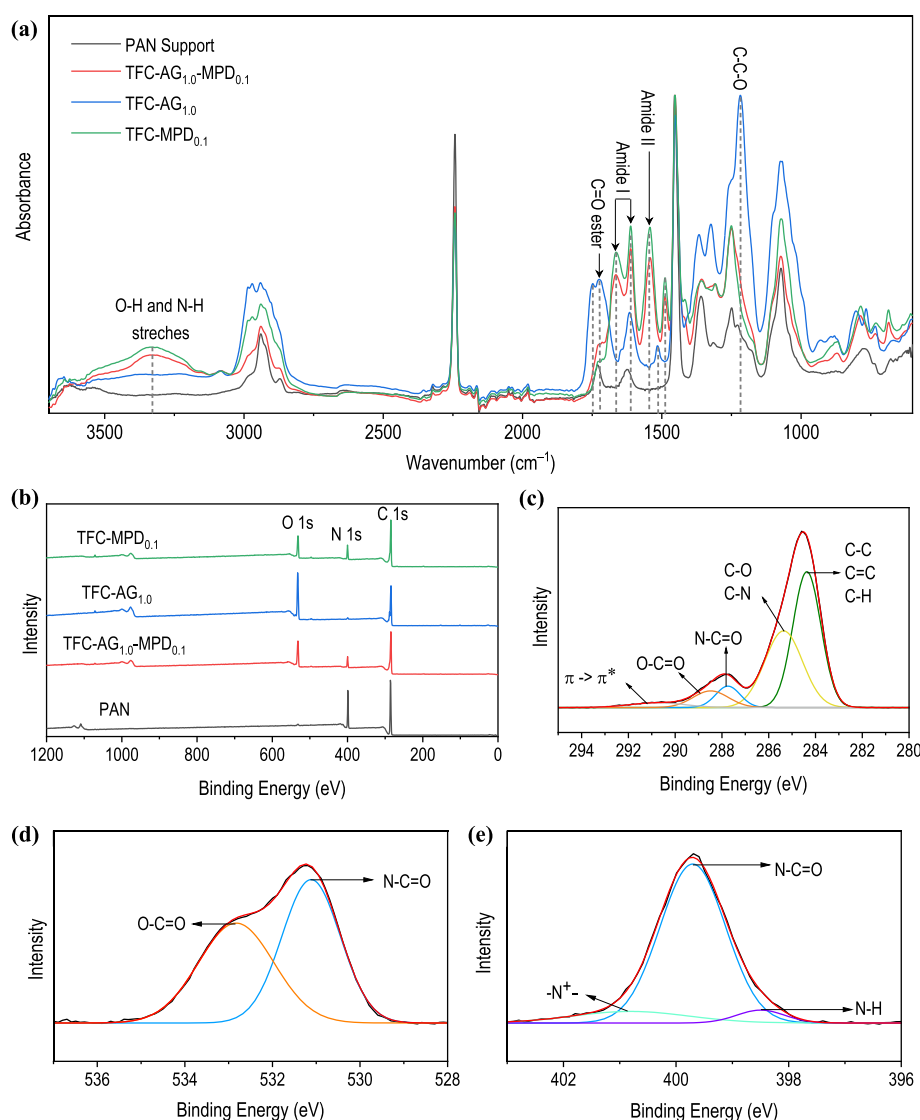 (a)
PAN Support
TFC-AG1.0-MPD0.1
TFC-AG1.0
TFC-MPD0.1
C-C-O
Amide II
Amide I
C=O ester
O-H and N-H
streches
Absorbance
3500 3000 2500 2000 1500 1000
Wavenumber (cm–1)
(b)
TFC-MPD0.1
O 1s
N 1s
C 1s
TFC-AG1.0
TFC-AG1.0-MPD0.1
PAN
Intensity
1200 1000 800 600 400 200 0
Binding Energy (eV)
(c)
C-O
C-N
C-C
C=C
C-H
N-C=O
O-C=O
π -> π*
Intensity
294 292 290 288 286 284 282 280
Binding Energy (eV)
(d)
N-C=O
O-C=O
Intensity
536 534 532 530 528
Binding Energy (eV)
(e)
N-C=O
-N+-
N-H
Intensity
402 400 398 396
Binding Energy (eV)